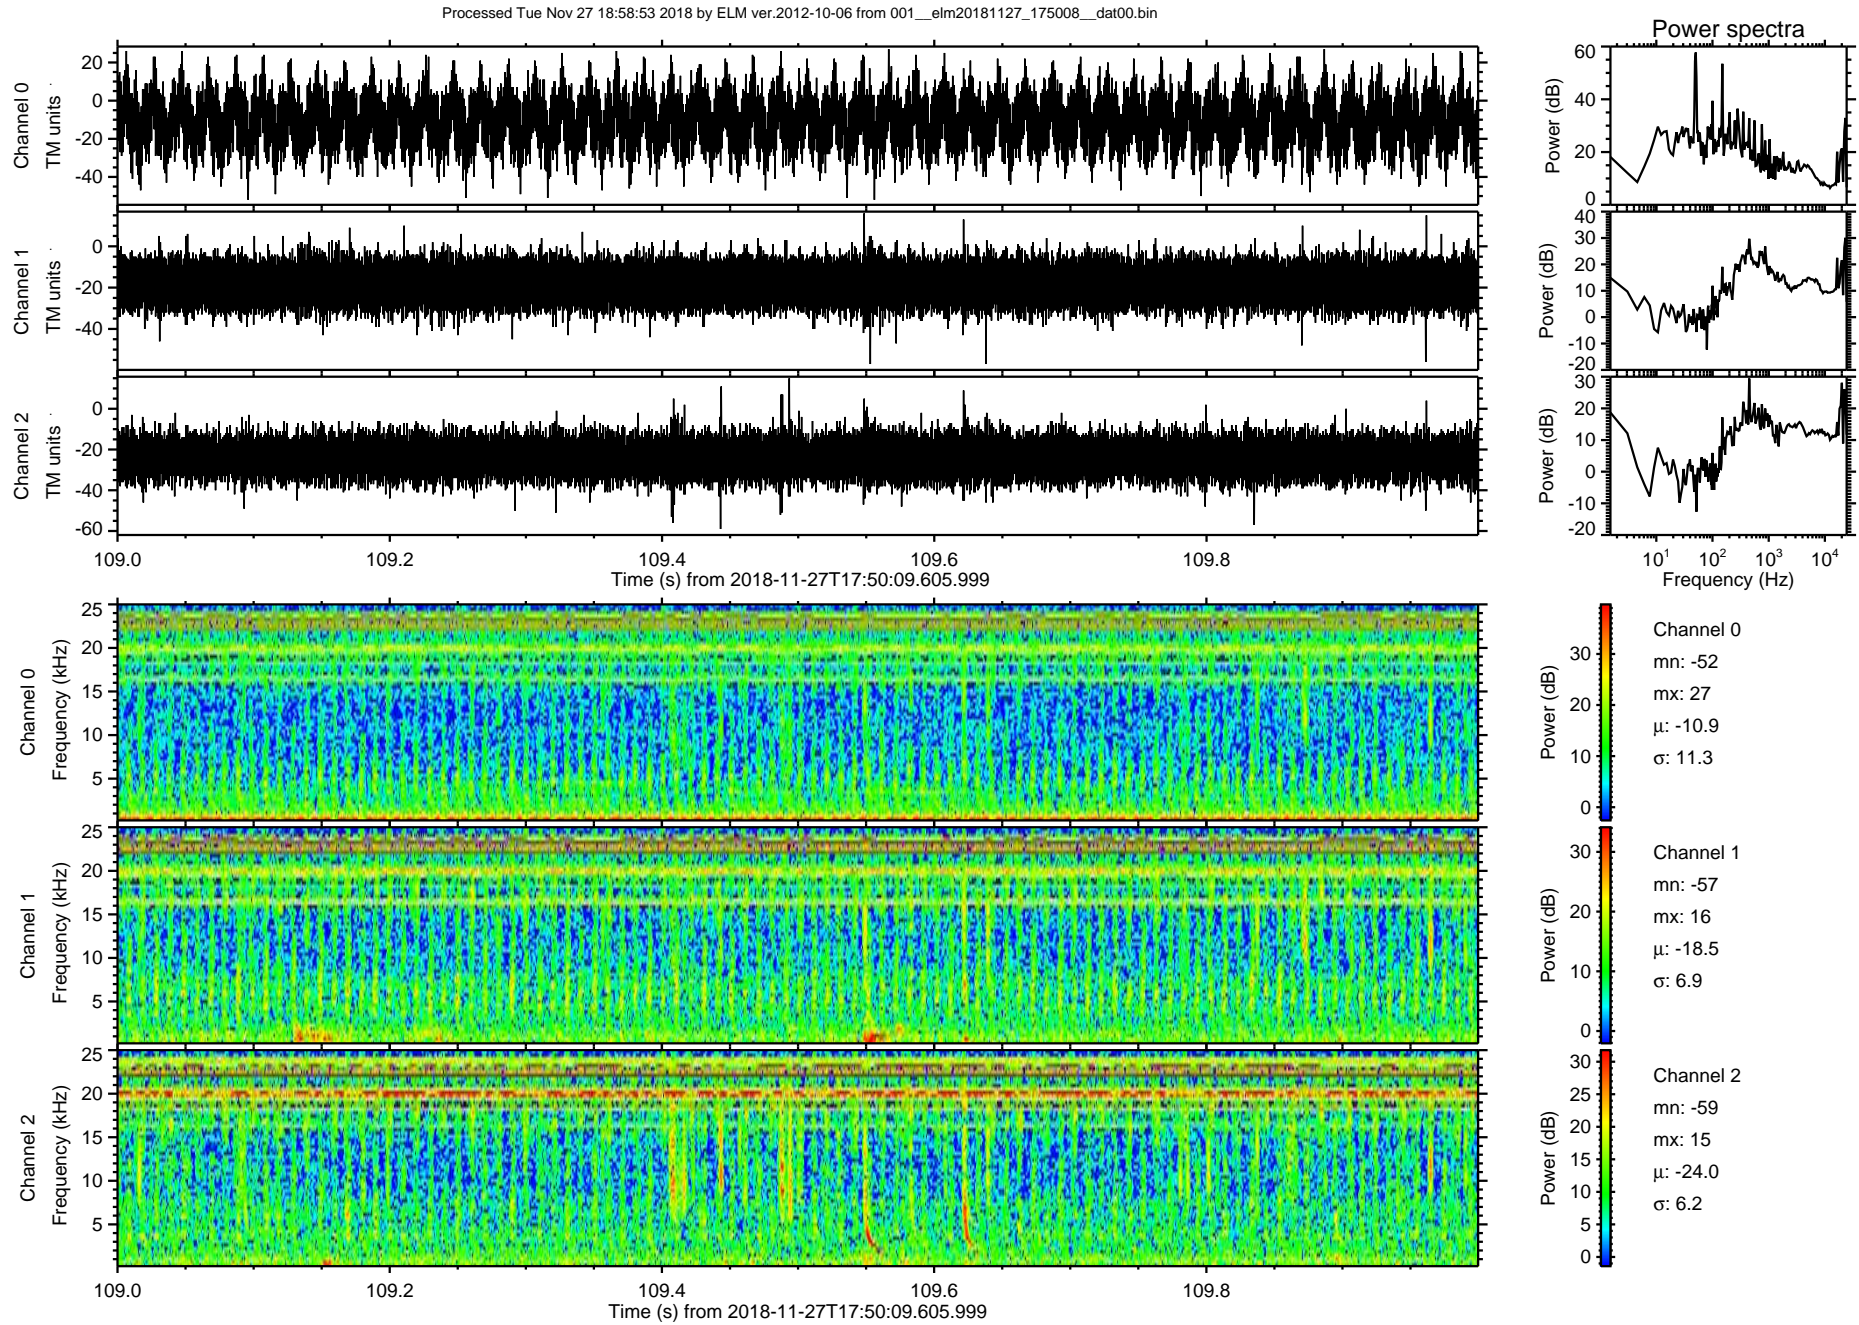 Processed Tue Nov 27 18:58:53 2018 by ELM ver.2012-10-06 from 001__elm20181127_175008__dat00.bin
Power spectra
Channel 0
TM units
20
0
-20
-40
Power (dB)
60
40
20
0
Channel 1
TM units
0
-20
-40
Power (dB)
40
30
20
10
0
-10
-20
Channel 2
TM units
0
-20
-40
-60
Power (dB)
30
20
10
0
-10
-20
109.0 109.2 109.4 109.6 109.8
Time (s) from 2018-11-27T17:50:09.605.999
10^1 10^2 10^3 10^4
Frequency (Hz)
Channel 0
Frequency (kHz)
25
20
15
10
5
Power (dB)
30
20
10
0
Channel 0
mn: -52
mx: 27
μ: -10.9
σ: 11.3
Channel 1
Frequency (kHz)
25
20
15
10
5
Power (dB)
30
20
10
0
Channel 1
mn: -57
mx: 16
μ: -18.5
σ: 6.9
Channel 2
Frequency (kHz)
25
20
15
10
5
Power (dB)
30
25
20
15
10
5
0
Channel 2
mn: -59
mx: 15
μ: -24.0
σ: 6.2
109.0 109.2 109.4 109.6 109.8
Time (s) from 2018-11-27T17:50:09.605.999